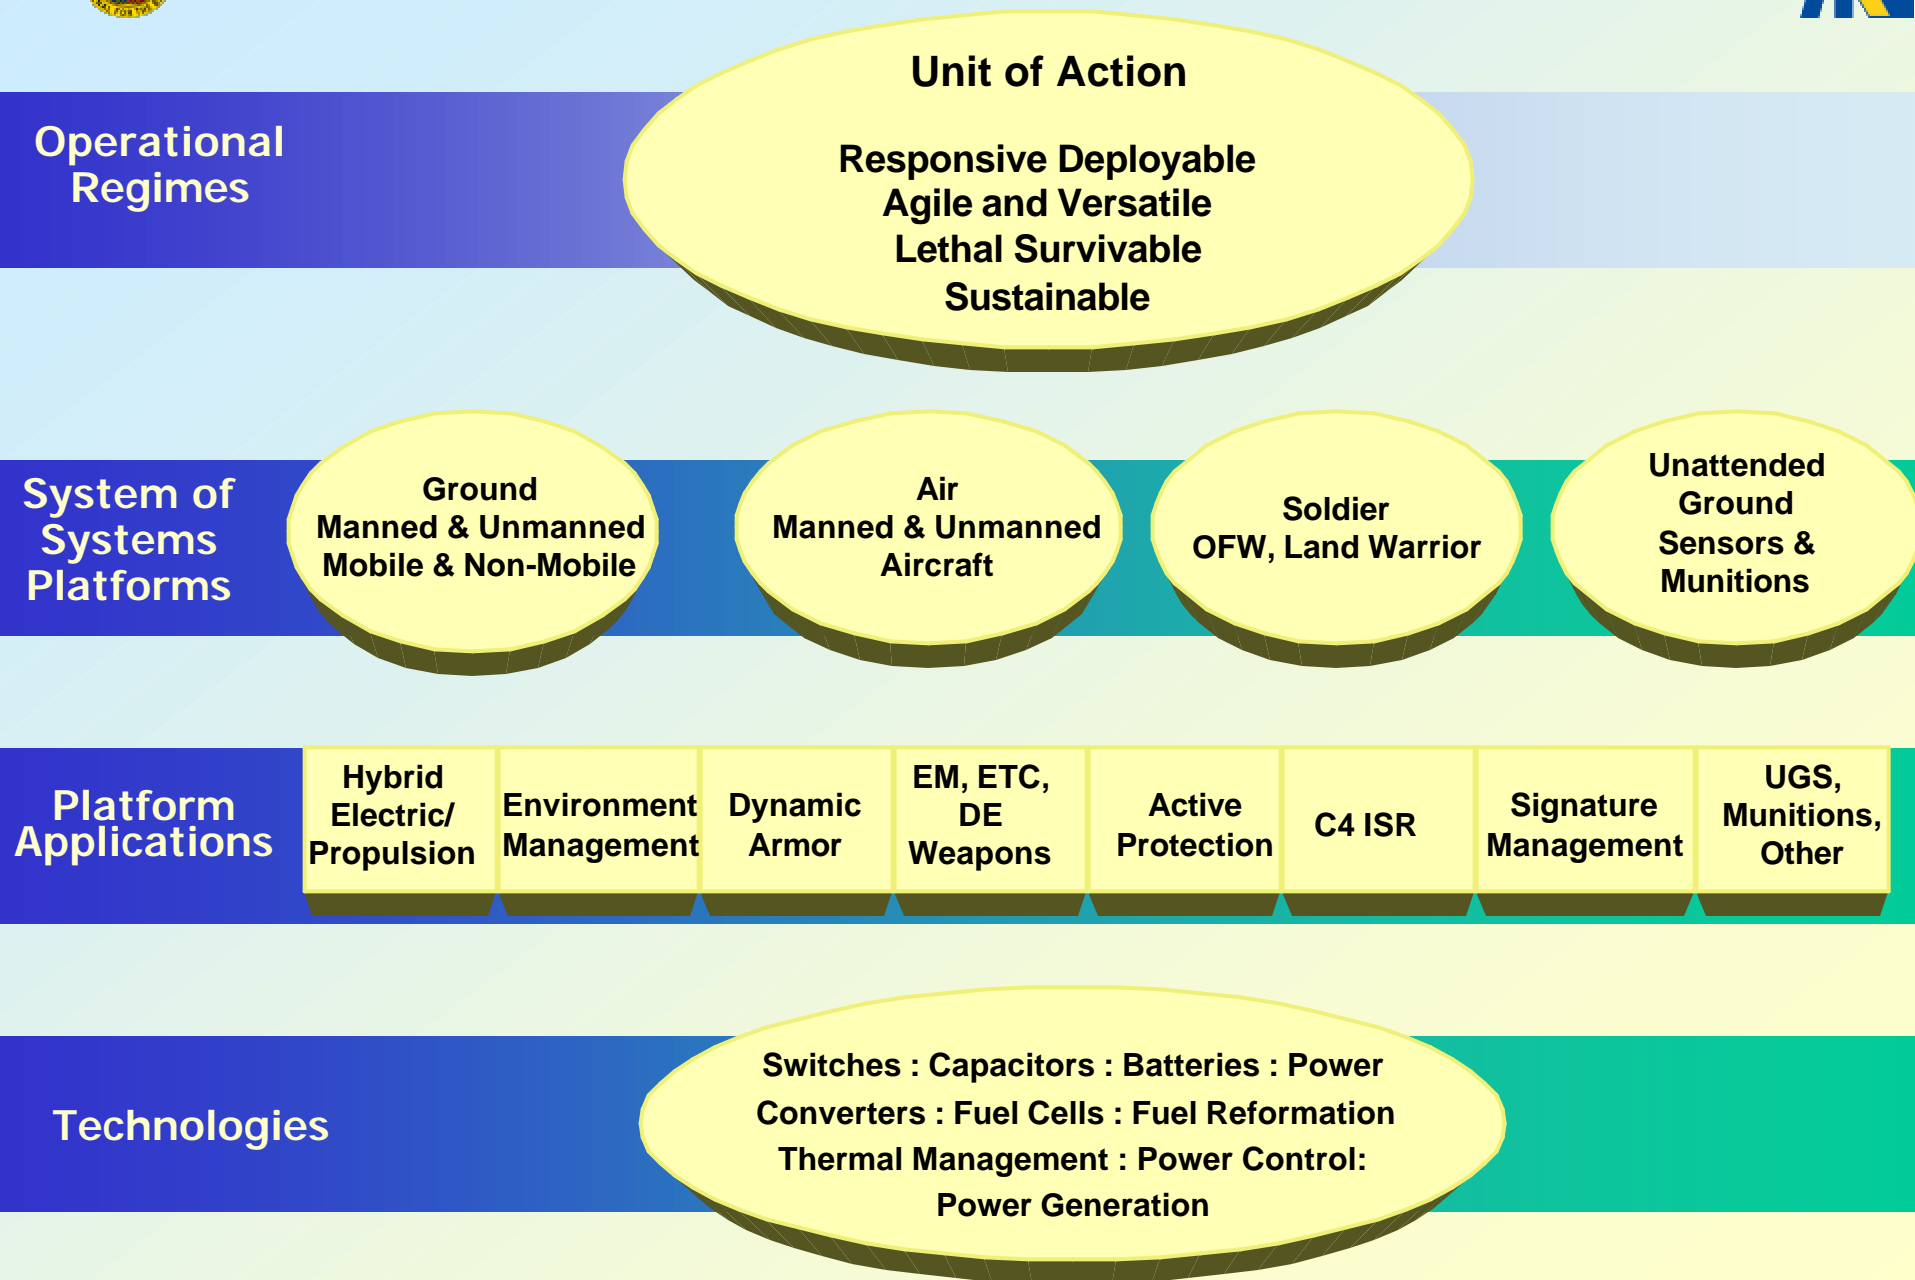 Unit of Action
Operational
Regimes
Responsive Deployable
Agile and Versatile
Lethal Survivable
Sustainable
System of
Systems
Platforms
Ground
Manned & Unmanned
Mobile & Non-Mobile
Air
Manned & Unmanned
Aircraft
Soldier
OFW, Land Warrior
Unattended
Ground
Sensors &
Munitions
Platform
Applications
Hybrid
Electric/
Propulsion
Environment
Management
Dynamic
Armor
EM, ETC,
DE
Weapons
Active
Protection
C4 ISR
Signature
Management
UGS,
Munitions,
Other
Technologies
Switches : Capacitors : Batteries : Power
Converters : Fuel Cells : Fuel Reformation
Thermal Management : Power Control:
Power Generation